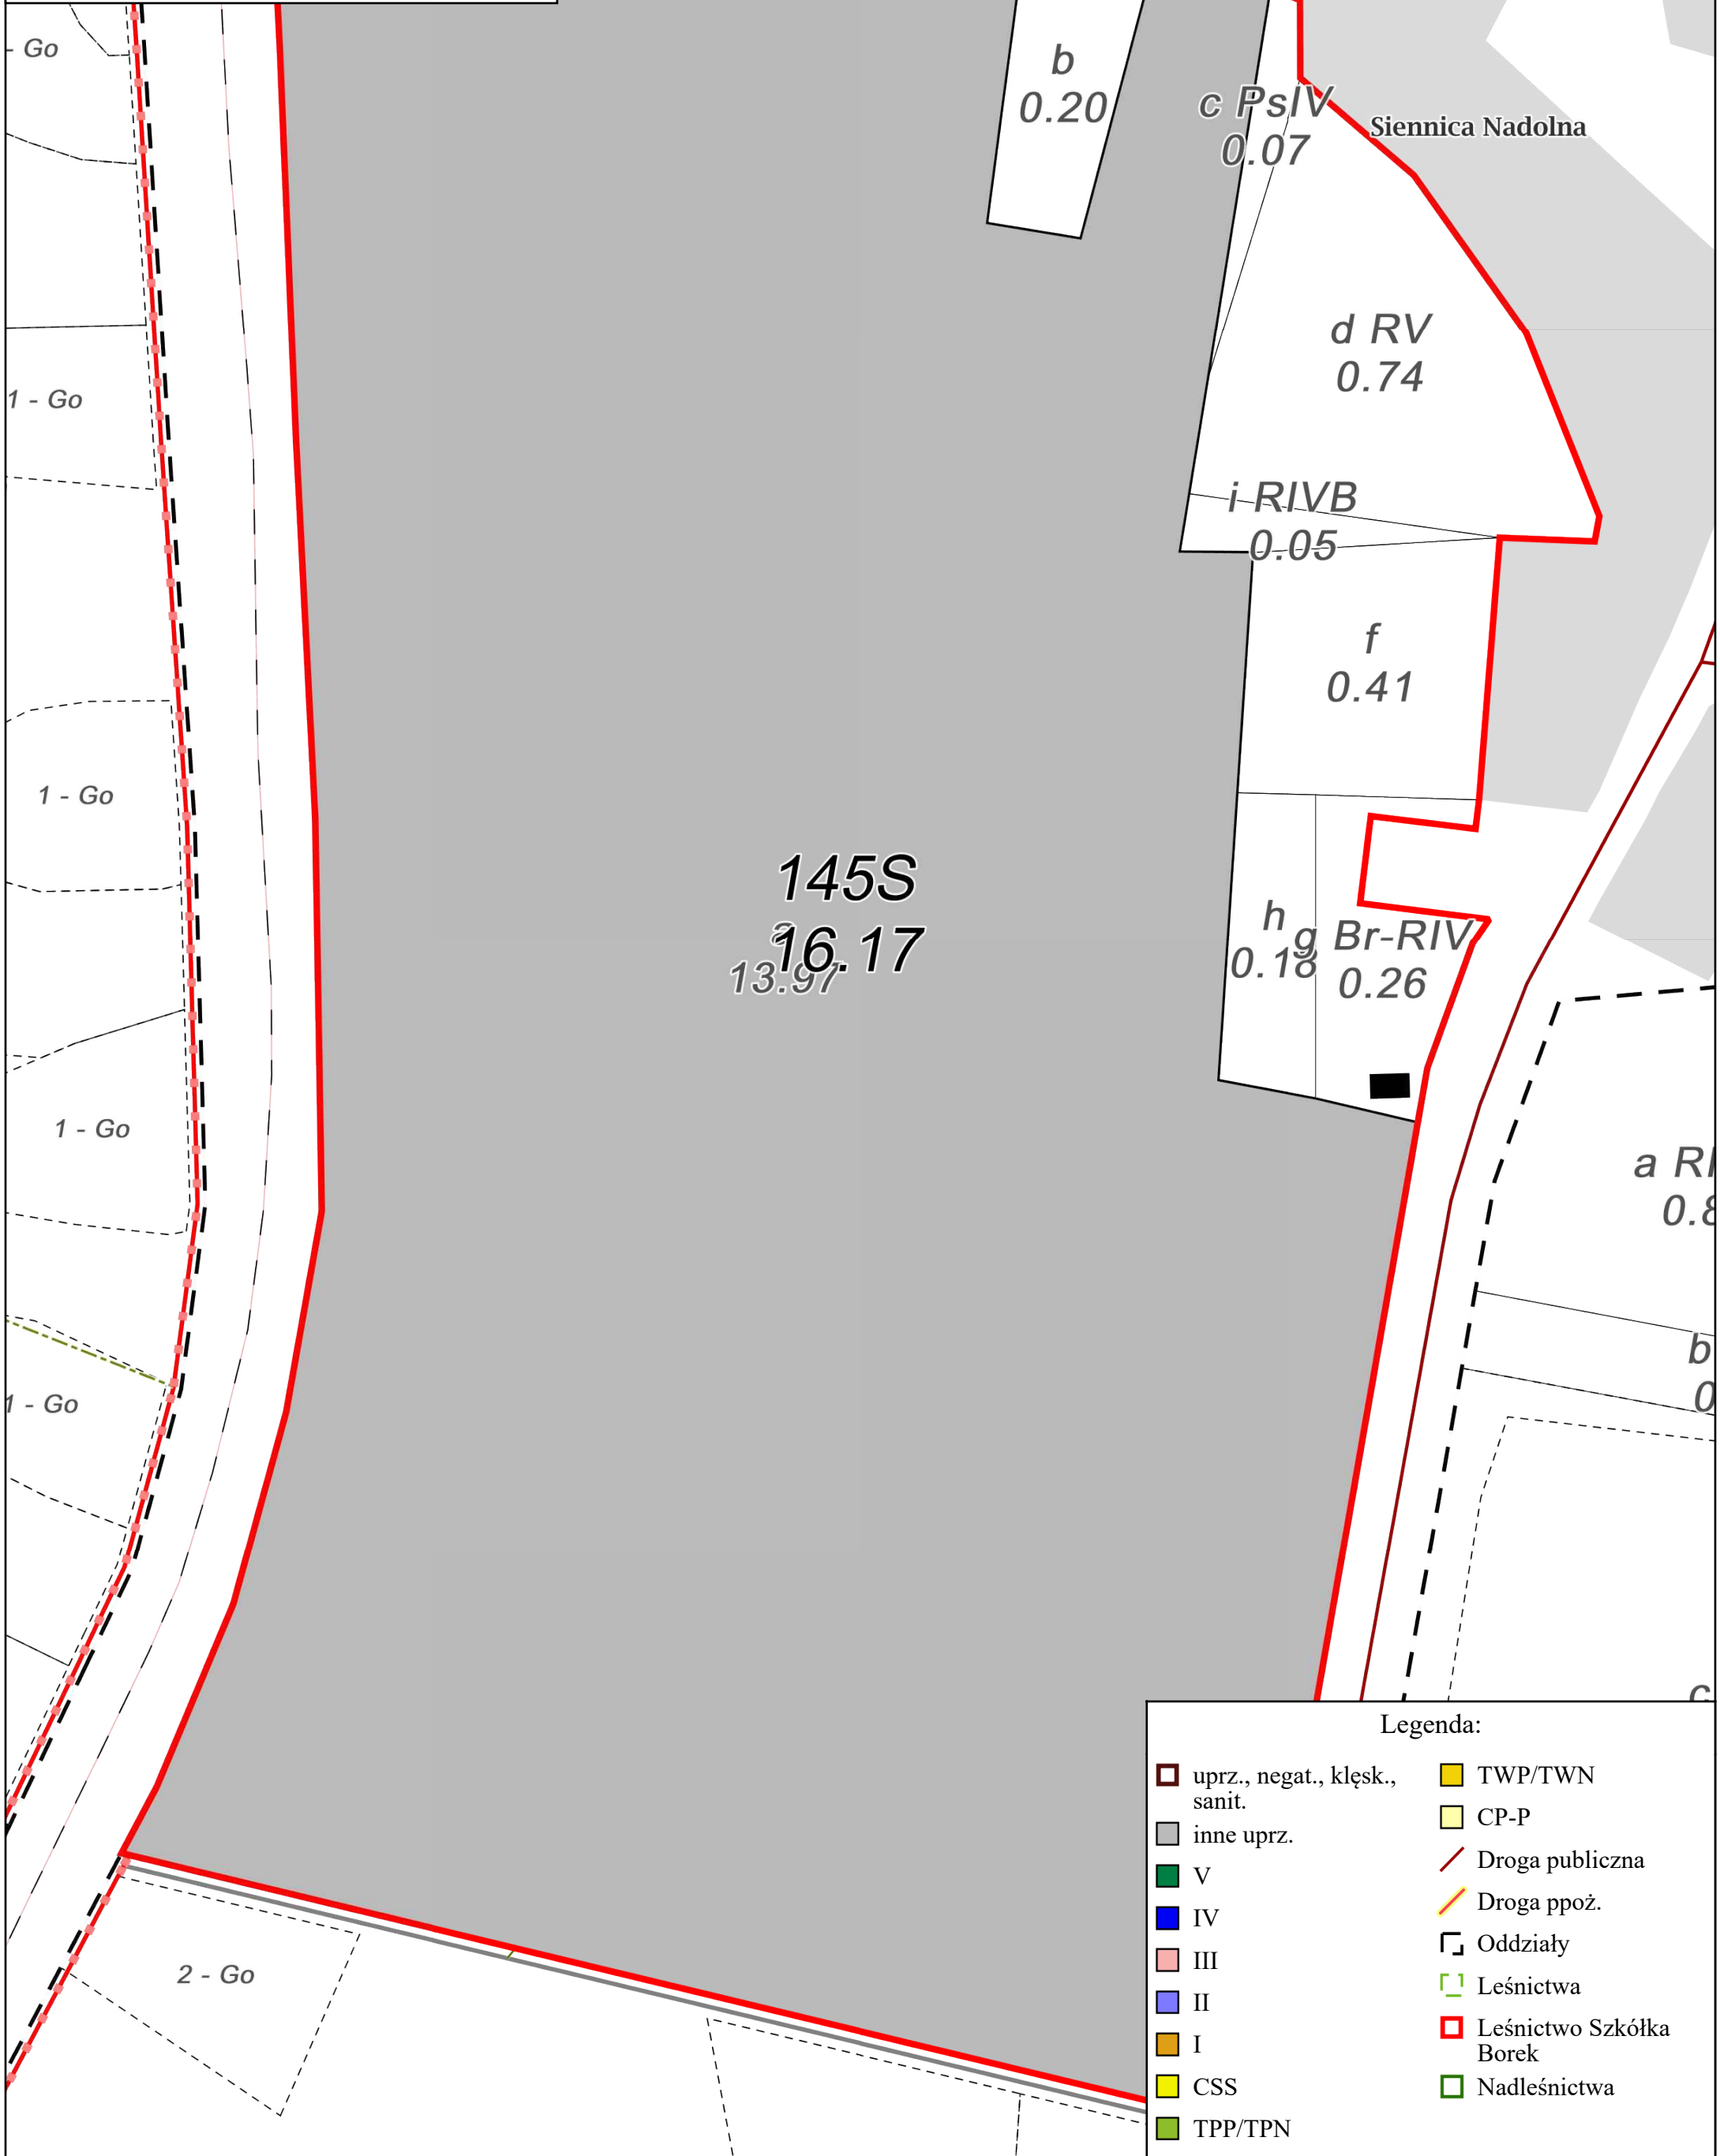 - Go
b
0.20
c PsIV
0.07
Siennica Nadolna
d RV
0.74
1 - Go
i RIVB
0.05
f
0.41
1 - Go
145S
16.17
a
13.97
h
0.18
g Br-RIV
0.26
1 - Go
a RI
0.8
b
0
1 - Go
c
2 - Go
Legenda:
uprz., negat., klęsk.,
sanit.
inne uprz.
V
IV
III
II
I
CSS
TPP/TPN
TWP/TWN
CP-P
Droga publiczna
Droga ppoż.
Oddziały
Leśnictwa
Leśnictwo Szkółka
Borek
Nadleśnictwa